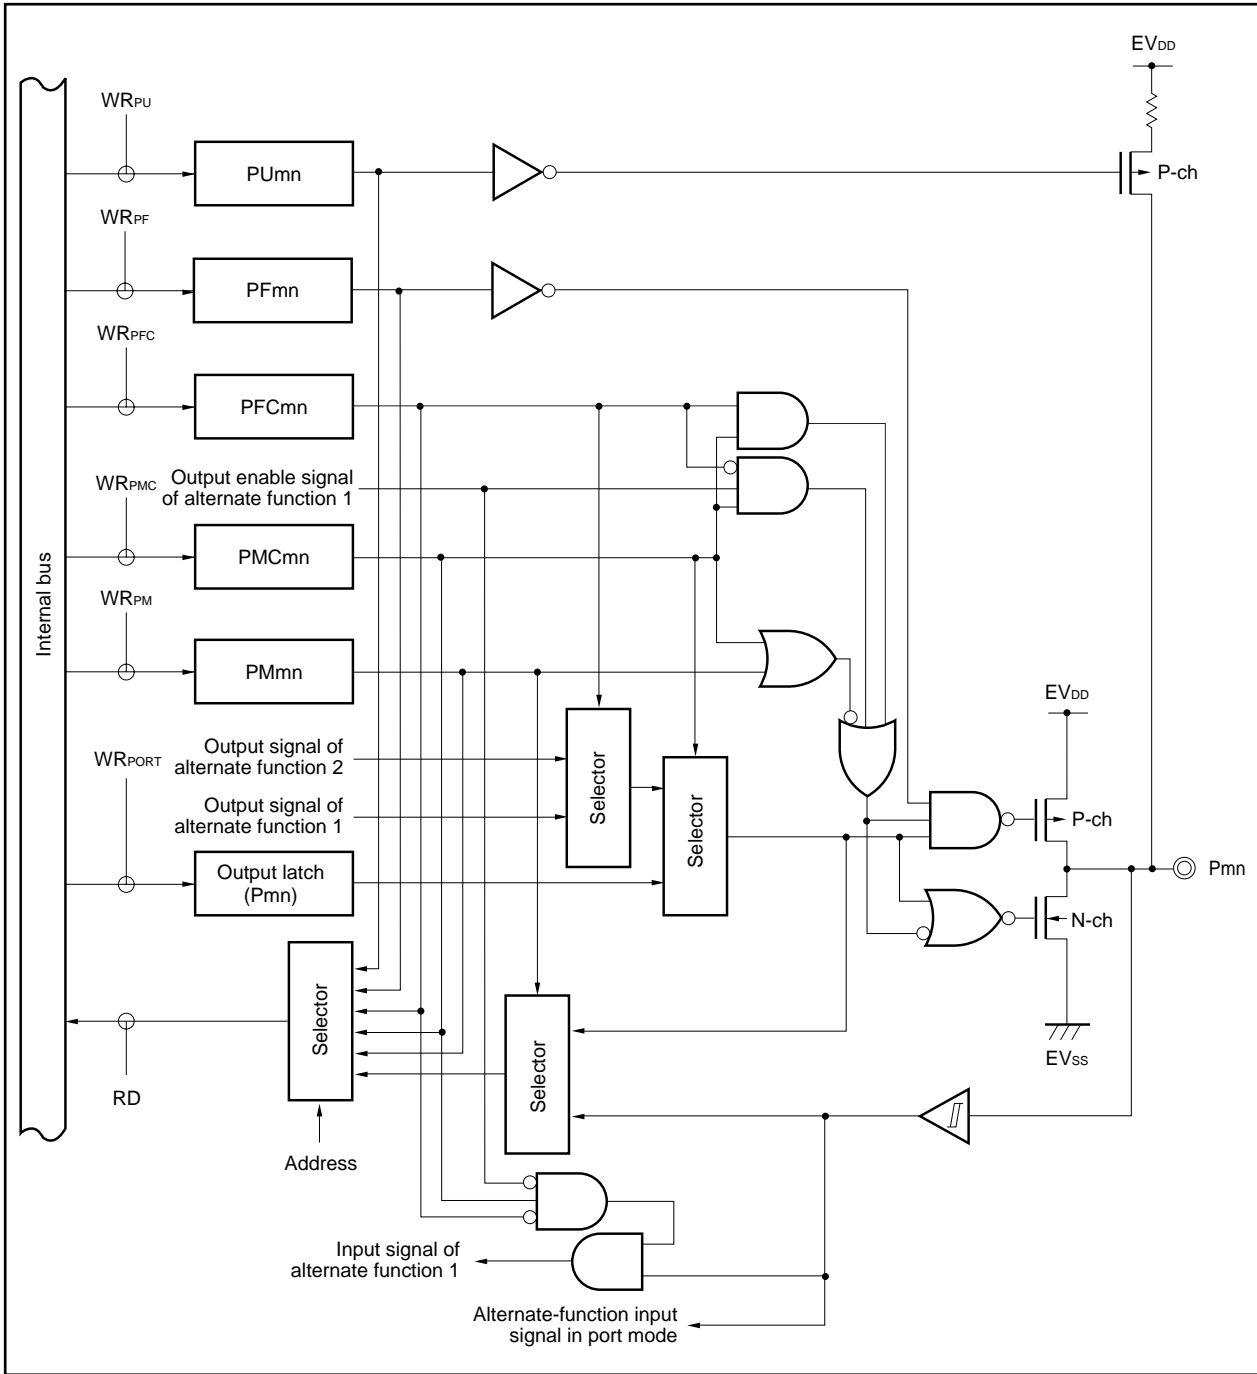 EVDD
WRPU
PUmn
P-ch
WRPF
PFmn
WRPFC
PFCmn
Output enable signal
of alternate function 1
WRPMC
PMCmn
Internal bus
WRPM
PMmn
EVDD
Output signal of
alternate function 2
WRPORT
Selector
Selector
Output signal of
alternate function 1
P-ch
Output latch
(Pmn)
Pmn
N-ch
Selector
Selector
EVSS
RD
Address
Input signal of
alternate function 1
Alternate-function input
signal in port mode